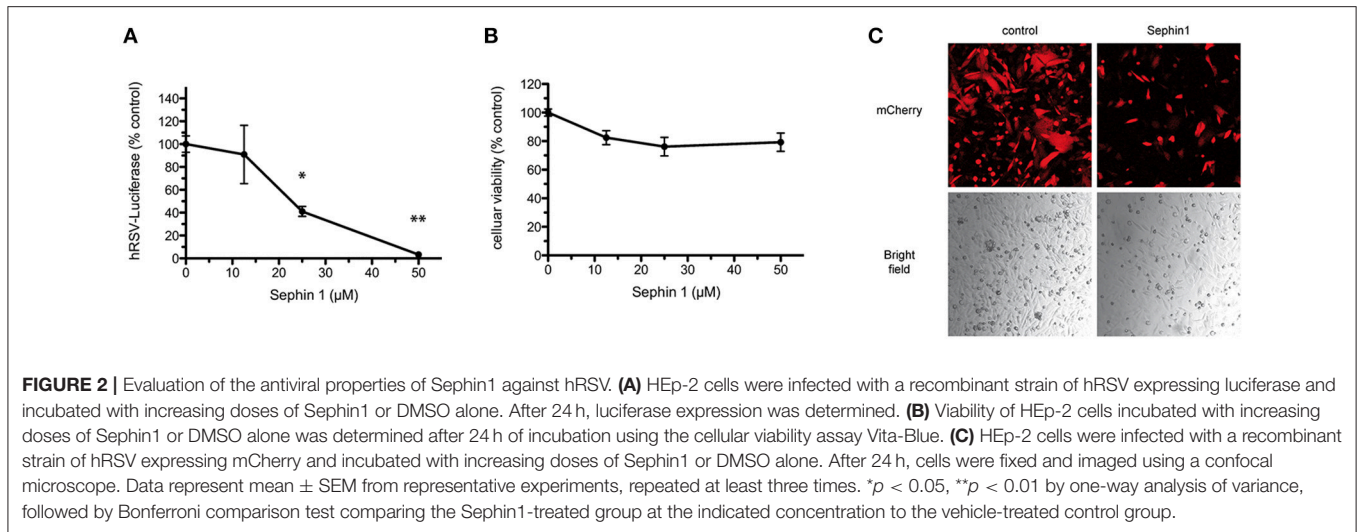 A
hRSV-Luciferase (% control)
140
120
100
80
60
40
20
0
*
**
0 10 20 30 40 50
Sephin 1 (µM)
B
celluar viability (% control)
120
100
80
60
40
20
0
0 10 20 30 40 50
Sephin 1 (µM)
C
control Sephin1
mCherry
Bright
field
FIGURE 2 | Evaluation of the antiviral properties of Sephin1 against hRSV. (A) HEp-2 cells were infected with a recombinant strain of hRSV expressing luciferase and
incubated with increasing doses of Sephin1 or DMSO alone. After 24 h, luciferase expression was determined. (B) Viability of HEp-2 cells incubated with increasing
doses of Sephin1 or DMSO alone was determined after 24 h of incubation using the cellular viability assay Vita-Blue. (C) HEp-2 cells were infected with a recombinant
strain of hRSV expressing mCherry and incubated with increasing doses of Sephin1 or DMSO alone. After 24 h, cells were fixed and imaged using a confocal
microscope. Data represent mean ± SEM from representative experiments, repeated at least three times. *p < 0.05, **p < 0.01 by one-way analysis of variance,
followed by Bonferroni comparison test comparing the Sephin1-treated group at the indicated concentration to the vehicle-treated control group.